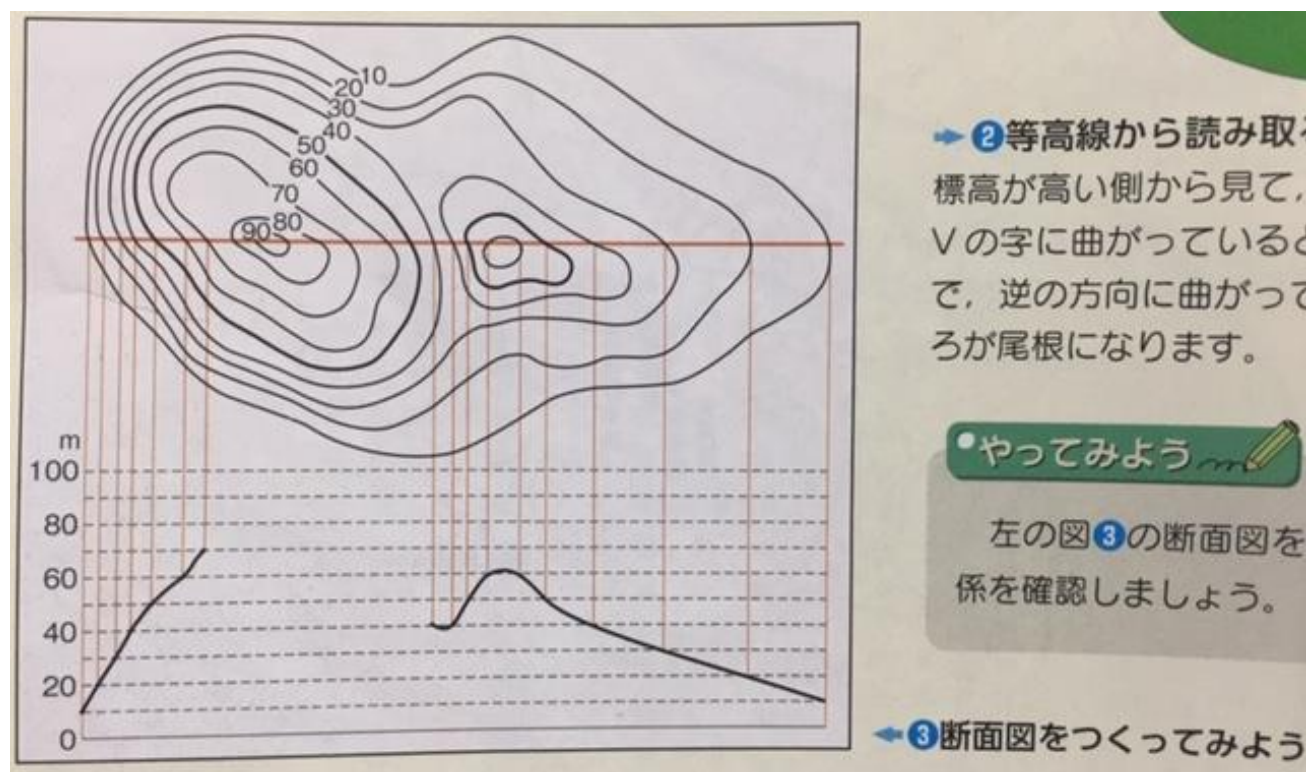 10
20
30
40
50
60
70
80
90
m
100
80
60
40
20
0
➡❷等高線から読み取
標高が高い側から見て，
Vの字に曲がっていると
で，逆の方向に曲がって
ろが尾根になります。
やってみよう
左の図❸の断面図を
係を確認しましょう。
⬅❸断面図をつくってみよう